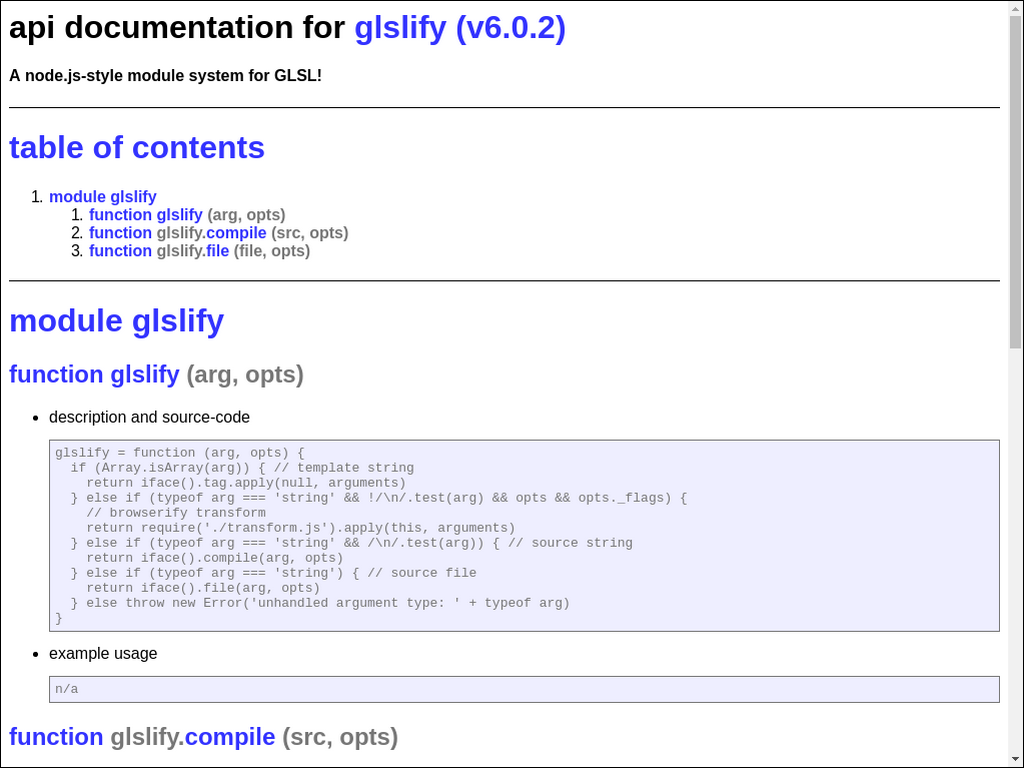 api documentation for glslify (v6.0.2)
A node.js-style module system for GLSL!
table of contents
1. module glslify
1. function glslify (arg, opts)
2. function glslify.compile (src, opts)
3. function glslify.file (file, opts)
module glslify
function glslify (arg, opts)
• description and source-code
glslify = function (arg, opts) {
  if (Array.isArray(arg)) { // template string
    return iface().tag.apply(null, arguments)
  } else if (typeof arg === 'string' && !/\n/.test(arg) && opts && opts._flags) {
    // browserify transform
    return require('./transform.js').apply(this, arguments)
  } else if (typeof arg === 'string' && /\n/.test(arg)) { // source string
    return iface().compile(arg, opts)
  } else if (typeof arg === 'string') { // source file
    return iface().file(arg, opts)
  } else throw new Error('unhandled argument type: ' + typeof arg)
}
• example usage
n/a
function glslify.compile (src, opts)